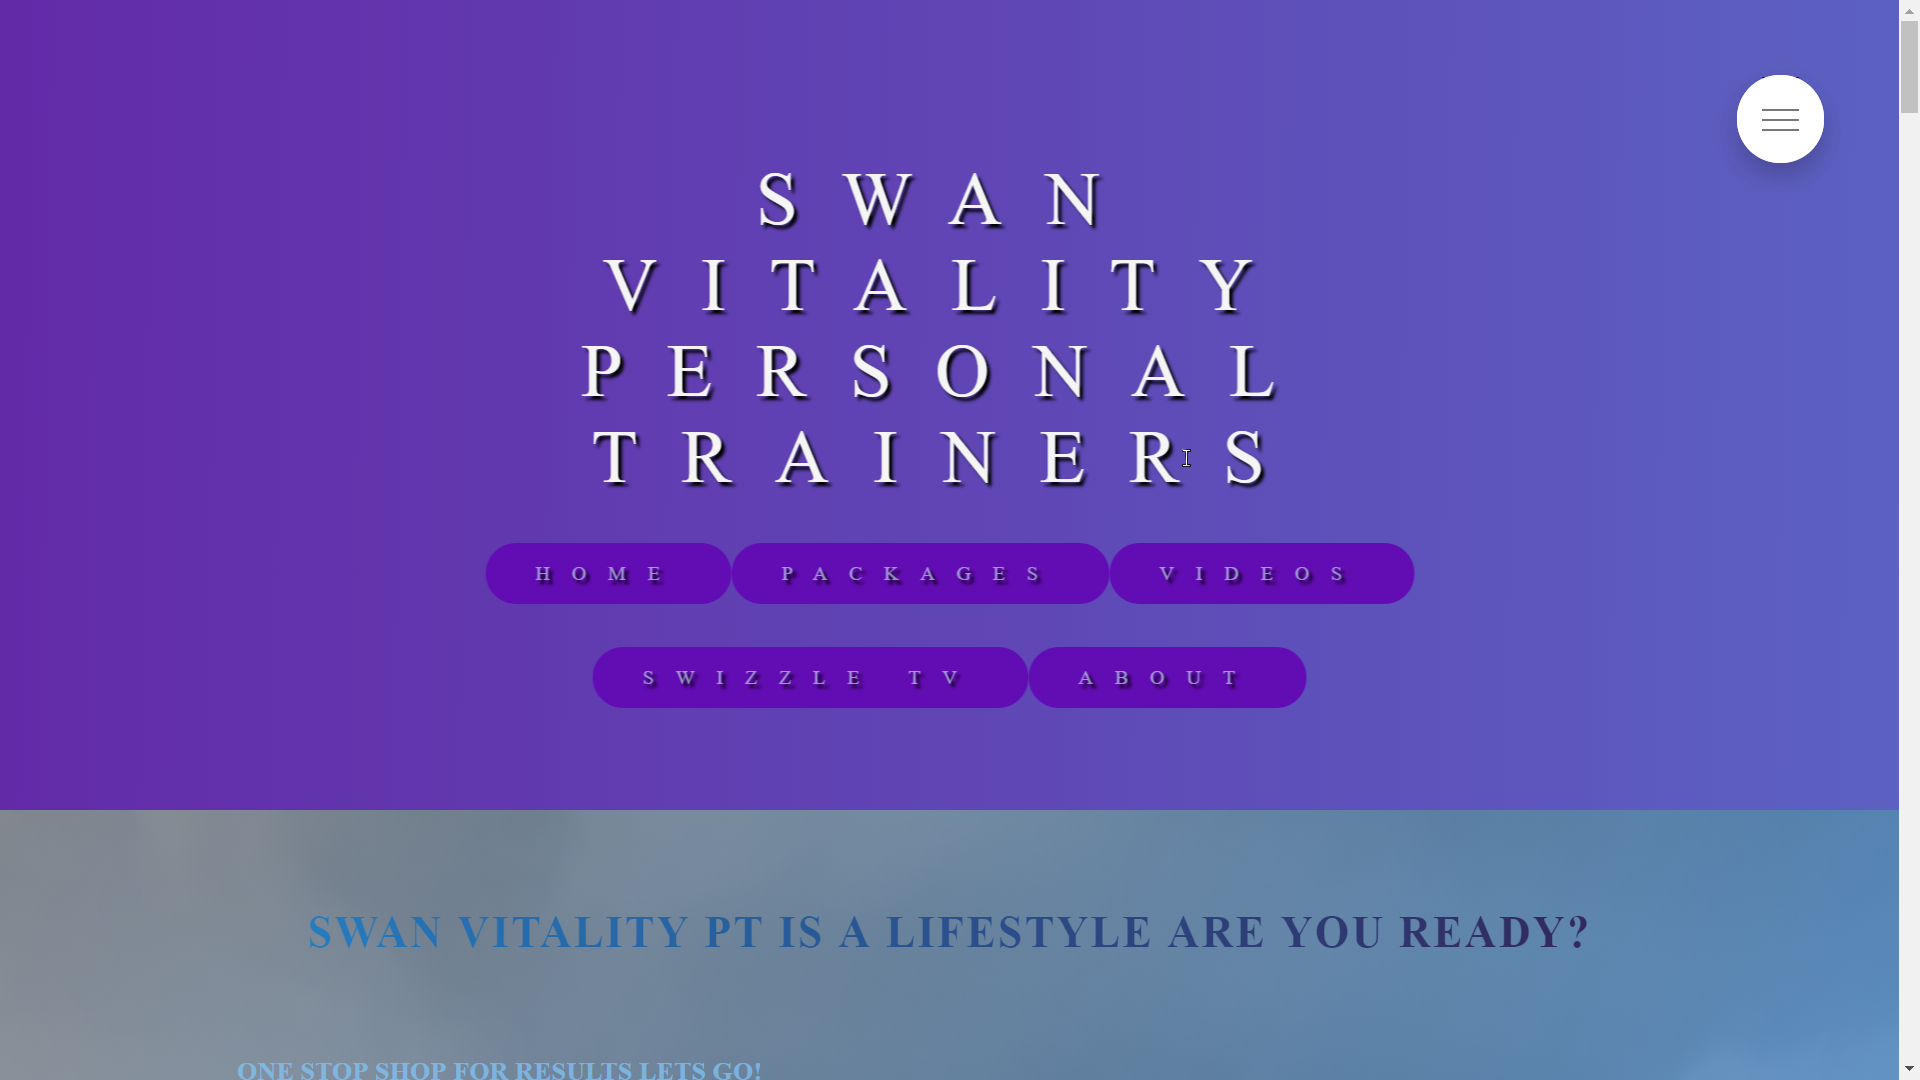 SWAN
VITALITY
PERSONAL
TRAINERS
HOME PACKAGES VIDEOS
SWIZZLE TV ABOUT
SWAN VITALITY PT IS A LIFESTYLE ARE YOU READY?
ONE STOP SHOP FOR RESULTS LETS GO!